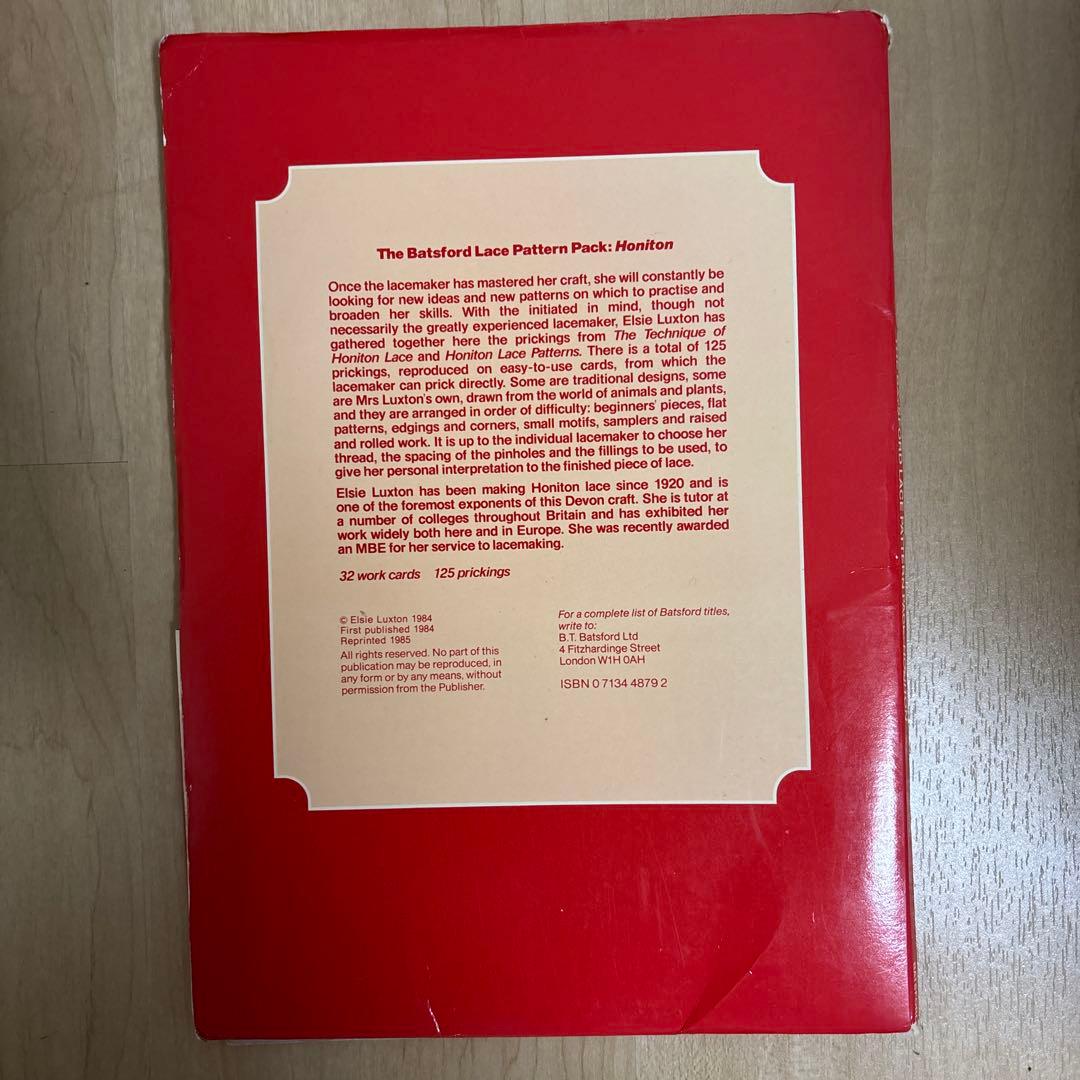 The Batsford Lace Pattern Pack: Honiton
Once the lacemaker has mastered her craft, she will constantly be
looking for new ideas and new patterns on which to practise and
broaden her skills. With the initiated in mind, though not
necessarily the greatly experienced lacemaker, Elsie Luxton has
gathered together here the prickings from The Technique of
Honiton Lace and Honiton Lace Patterns. There is a total of 125
prickings, reproduced on easy-to-use cards, from which the
lacemaker can prick directly. Some are traditional designs, some
are Mrs Luxton's own, drawn from the world of animals and plants,
and they are arranged in order of difficulty: beginners' pieces, flat
patterns, edgings and corners, small motifs, samplers and raised
and rolled work. It is up to the individual lacemaker to choose her
thread, the spacing of the pinholes and the fillings to be used, to
give her personal interpretation to the finished piece of lace.
Elsie Luxton has been making Honiton lace since 1920 and is
one of the foremost exponents of this Devon craft. She is tutor at
a number of colleges throughout Britain and has exhibited her
work widely both here and in Europe. She was recently awarded
an MBE for her service to lacemaking.
32 work cards 125 prickings
© Elsie Luxton 1984
First published 1984
Reprinted 1985
All rights reserved. No part of this
publication may be reproduced, in
any form or by any means, without
permission from the Publisher.
For a complete list of Batsford titles,
write to:
B.T. Batsford Ltd
4 Fitzhardinge Street
London W1H 0AH
ISBN 0 7134 4879 2